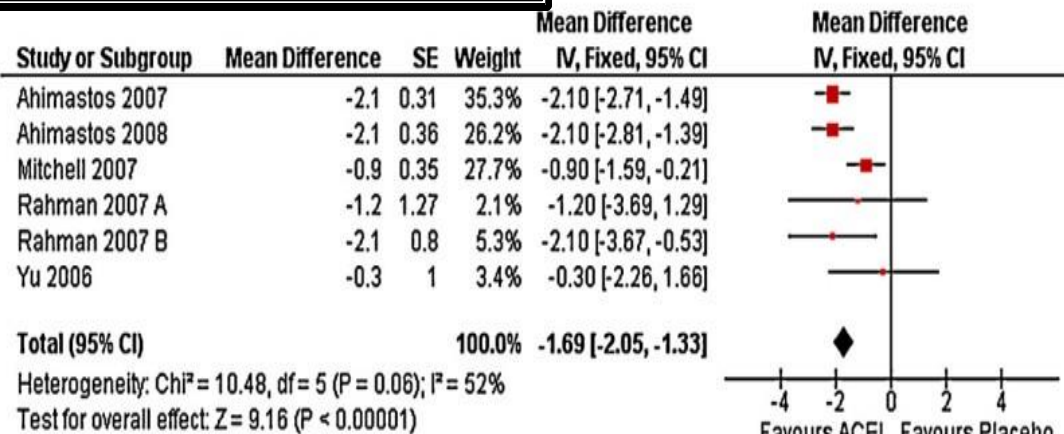 Mean Difference Mean Difference
Study or Subgroup Mean Difference SE Weight IV, Fixed, 95% CI IV, Fixed, 95% CI
Ahimastos 2007 -2.1 0.31 35.3% -2.10 [-2.71, -1.49]
Ahimastos 2008 -2.1 0.36 26.2% -2.10 [-2.81, -1.39]
Mitchell 2007 -0.9 0.35 27.7% -0.90 [-1.59, -0.21]
Rahman 2007 A -1.2 1.27 2.1% -1.20 [-3.69, 1.29]
Rahman 2007 B -2.1 0.8 5.3% -2.10 [-3.67, -0.53]
Yu 2006 -0.3 1 3.4% -0.30 [-2.26, 1.66]
Total (95% CI) 100.0% -1.69 [-2.05, -1.33]
Heterogeneity: Chi² = 10.48, df = 5 (P = 0.06); I² = 52%
Test for overall effect: Z = 9.16 (P < 0.00001)
-4 -2 0 2 4
Favours ACEI Favours Placebo